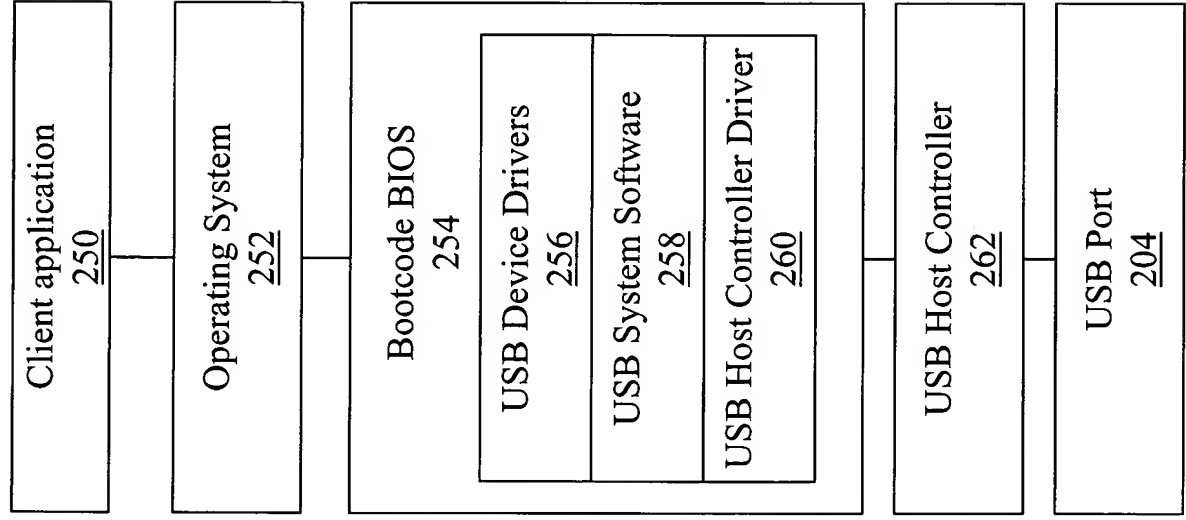 Client application
250
Operating System
252
Bootcode BIOS
254
USB Device Drivers
256
USB System Software
258
USB Host Controller Driver
260
USB Host Controller
262
USB Port
204